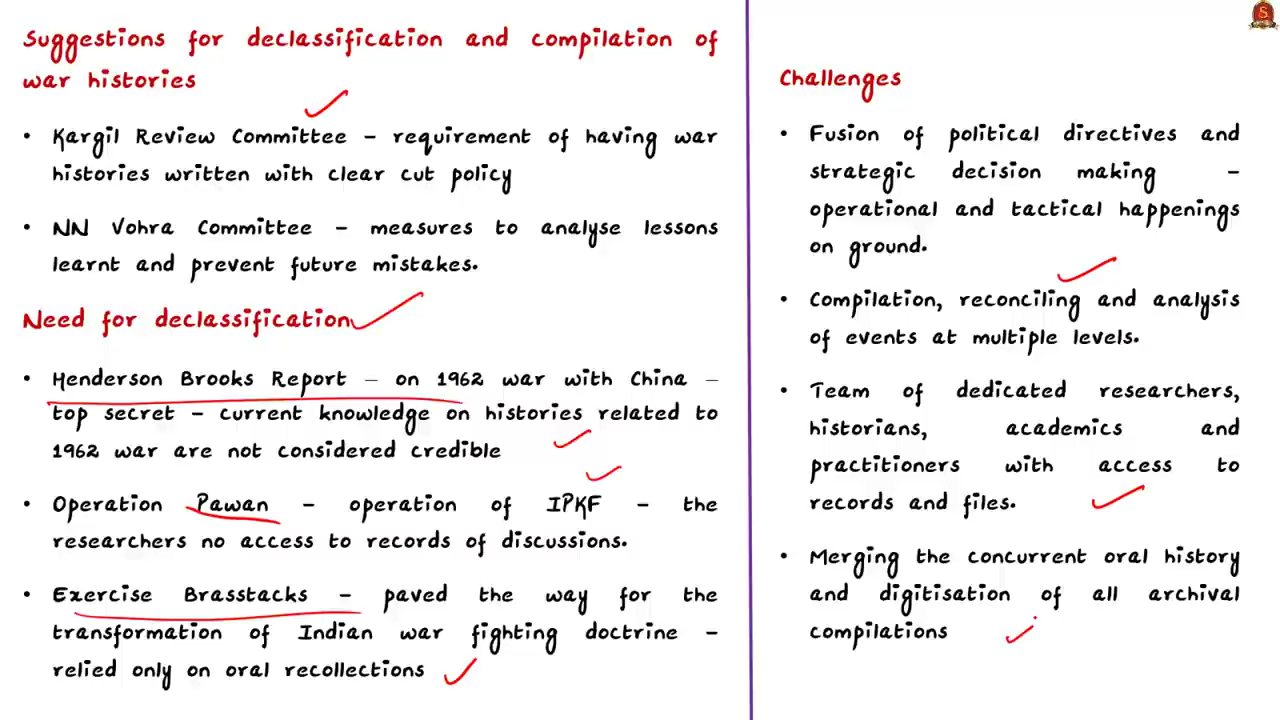 Suggestions for declassification and compilation of
war histories
• Kargil Review Committee – requirement of having war
histories written with clear cut policy
• NN Vohra Committee – measures to analyse lessons
learnt and prevent future mistakes.
Need for declassification
• Henderson Brooks Report – on 1962 war with China –
top secret – current knowledge on histories related to
1962 war are not considered credible
• Operation Pawan – operation of IPKF – the
researchers no access to records of discussions.
• Exercise Brasstacks – paved the way for the
transformation of Indian war fighting doctrine –
relied only on oral recollections
Challenges
• Fusion of political directives and
strategic decision making –
operational and tactical happenings
on ground.
• Compilation, reconciling and analysis
of events at multiple levels.
• Team of dedicated researchers,
historians, academics and
practitioners with access to
records and files.
• Merging the concurrent oral history
and digitisation of all archival
compilations